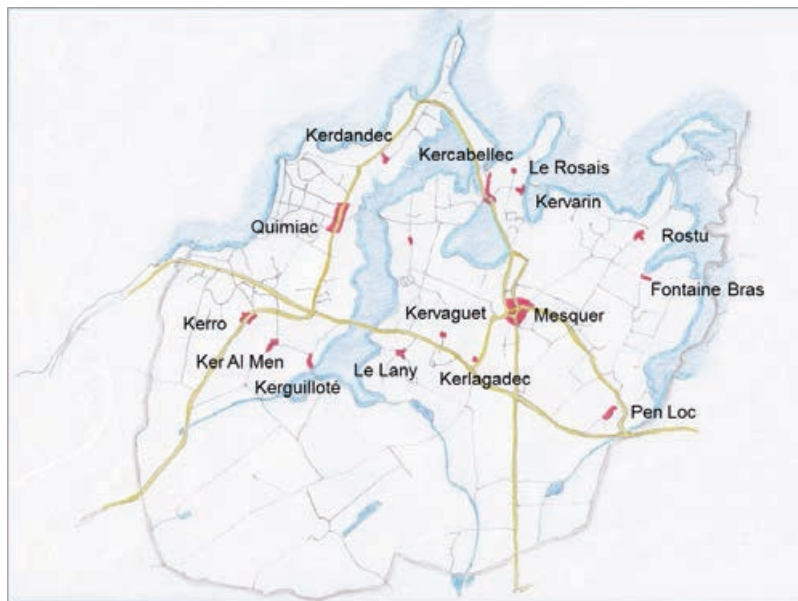 Kerdandec
Kercabellec
Le Rosais
Kervarin
Quimiac
Rostu
Fontaine Bras
Kervaguet
Mesquer
Kerro
Ker Al Men
Le Lany
Kerlagadec
Kerguilloté
Pen Loc